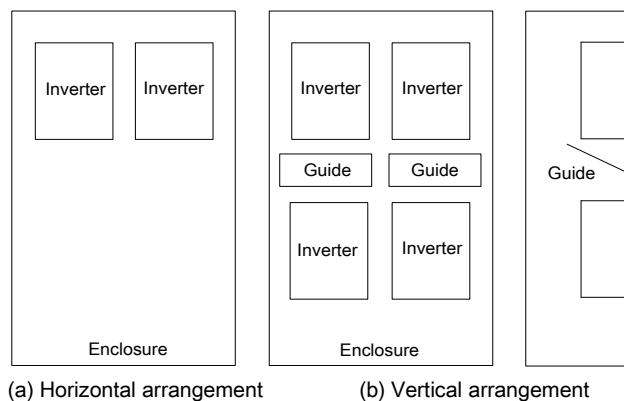 Inverter Inverter
Enclosure
Inverter Inverter
Guide Guide
Inverter Inverter
Enclosure
Guide
(a) Horizontal arrangement
(b) Vertical arrangement